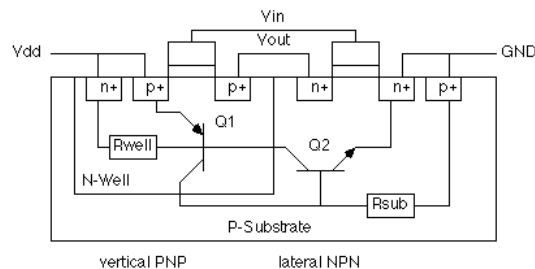 Vin
Vdd
Vout
GND
n+ p+ p+ n+ n+ p+
Q1
Rwell
Q2
N-Well
Rsub
P-Substrate
vertical PNP lateral NPN